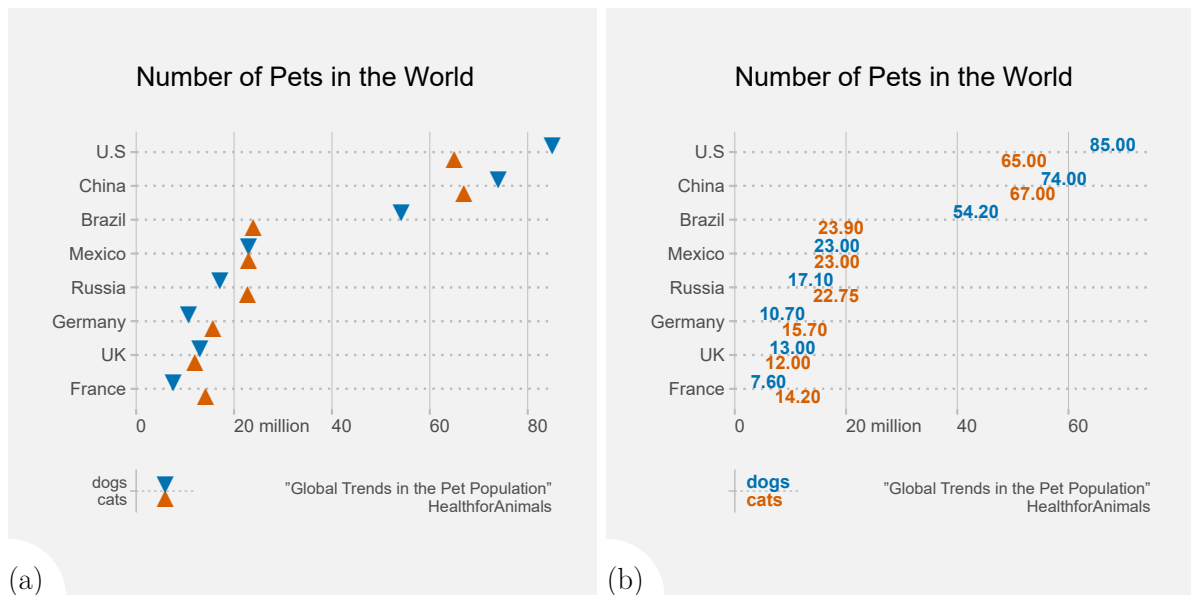 Number of Pets in the World
U.S
China
Brazil
Mexico
Russia
Germany
UK
France
0 20 million 40 60 80
dogs
cats
”Global Trends in the Pet Population”
HealthforAnimals
(a)
Number of Pets in the World
85.00
U.S
65.00
74.00
China
67.00
54.20
Brazil
23.90
23.00
Mexico
23.00
17.10
Russia
22.75
10.70
Germany
15.70
13.00
UK
12.00
7.60
France
14.20
0 20 million 40 60
dogs
cats
”Global Trends in the Pet Population”
HealthforAnimals
(b)